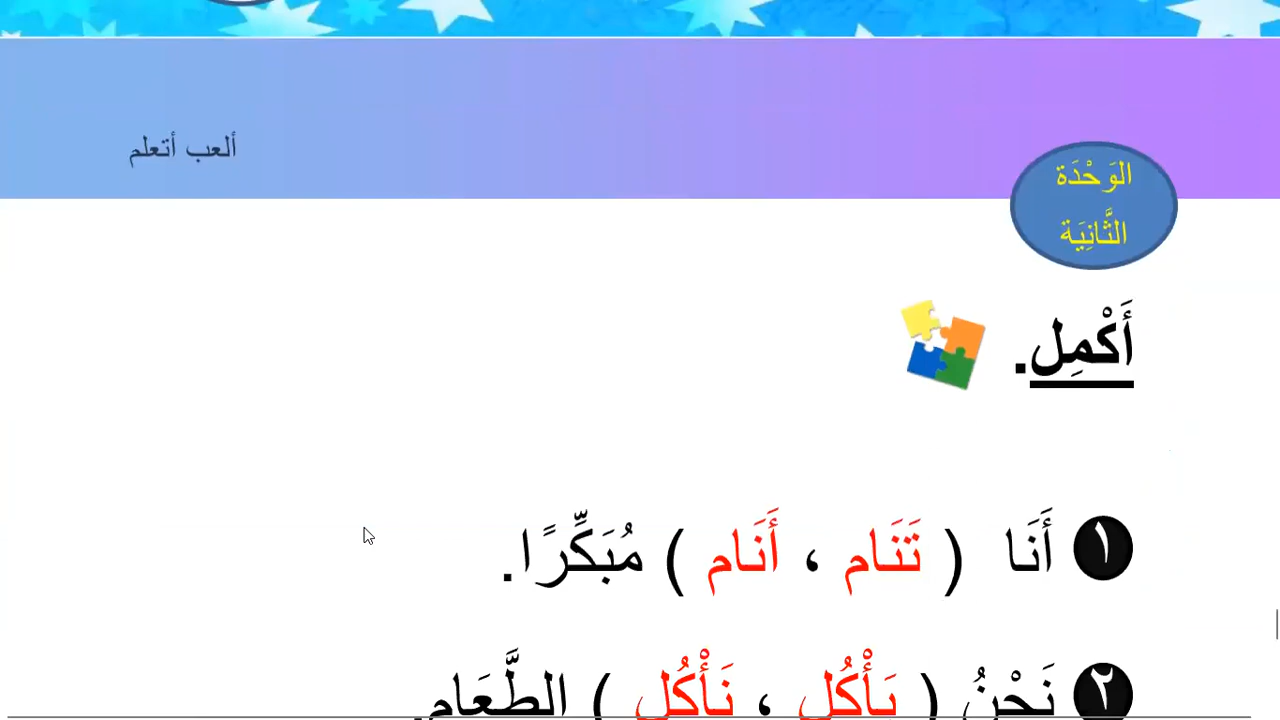 ألعب أتعلم
الوَحْدَة
الثَّانِيَة
أَكْمِل.
١ أَنَا ( تَنَام ، أَنَام ) مُبَكِّرًا.
٢ نَحْنُ ( يَأْكُل ، نَأْكُل ) الطَّعَام.